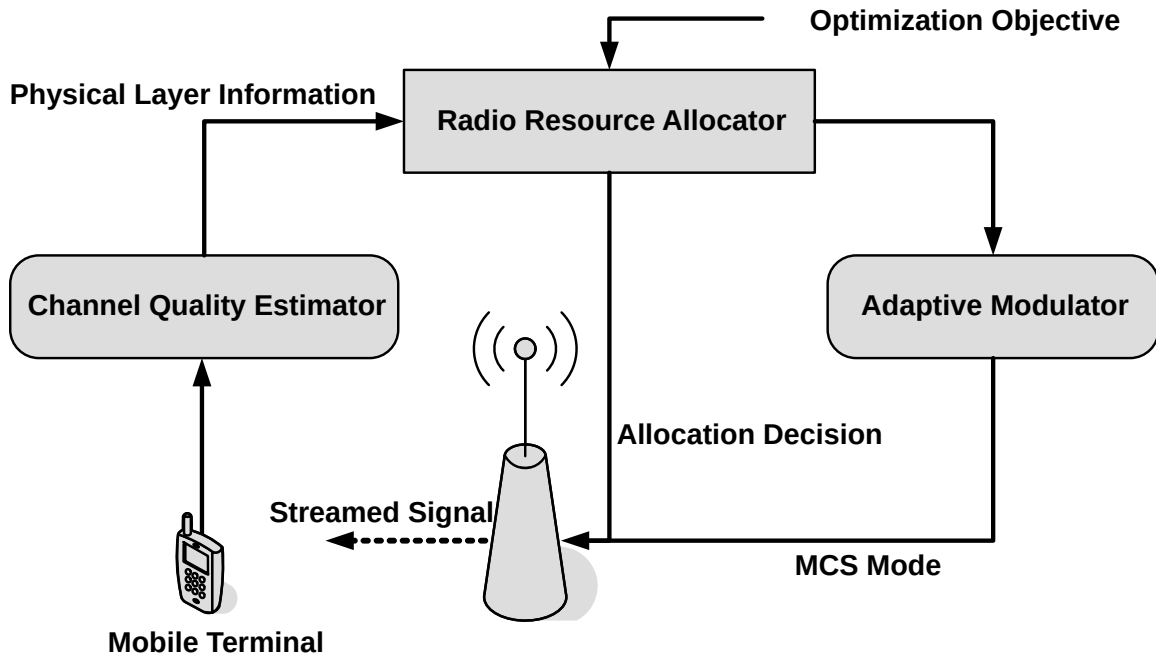 Optimization Objective
Physical Layer Information
Radio Resource Allocator
Channel Quality Estimator
Adaptive Modulator
Allocation Decision
Streamed Signal
MCS Mode
Mobile Terminal